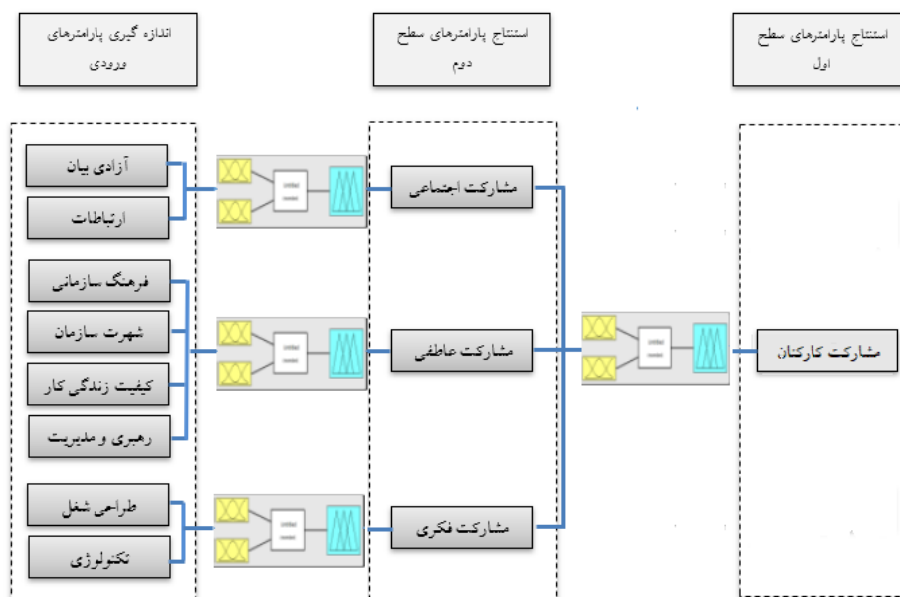 اندازه گیری پارامترهای
ورودی
استنتاج پارامترهای سطح
دوم
استنتاج پارامترهای سطح
اول
آزادی بیان
ارتباطات
فرهنگ سازمانی
شهرت سازمان
کیفیت زندگی کار
رهبری و مدیریت
طراحی شغل
تکنولوژی
مشارکت اجتماعی
مشارکت عاطفی
مشارکت فکری
مشارکت کارکنان